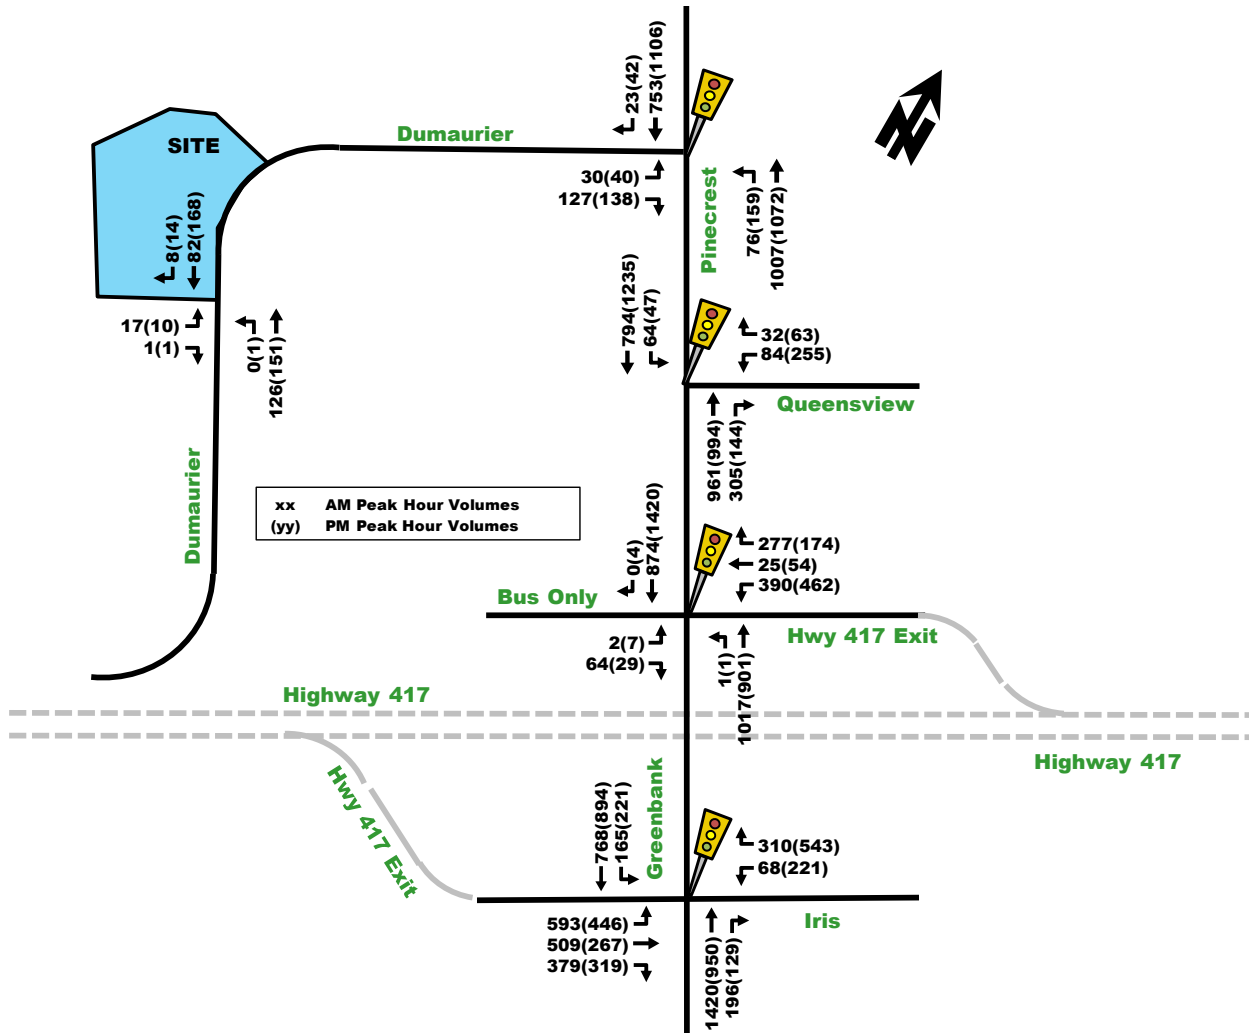 23(42)
753(1106)
Dumaurier
SITE
30(40)
127(138)
Pinecrest
76(159)
1007(1072)
8(14)
82(168)
17(10)
1(1)
0(1)
126(151)
794(1235)
64(47)
32(63)
84(255)
Queensview
961(994)
305(144)
Dumaurier
xx AM Peak Hour Volumes
(yy) PM Peak Hour Volumes
0(4)
874(1420)
277(174)
25(54)
390(462)
Bus Only
Hwy 417 Exit
2(7)
64(29)
1(1)
1017(901)
Highway 417
Highway 417
Hwy 417 Exit
768(894)
165(221)
Greenbank
310(543)
68(221)
Iris
593(446)
509(267)
379(319)
1420(950)
196(129)
N